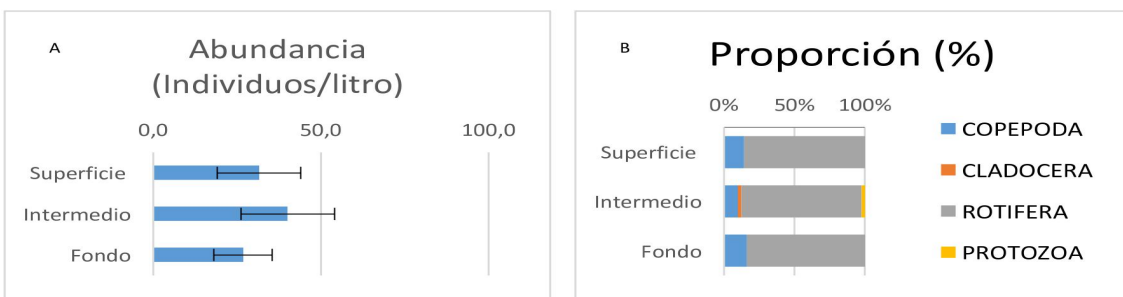 A
Abundancia
(Individuos/litro)
0,0 50,0 100,0
Superficie
Intermedio
Fondo
B
Proporción (%)
0% 50% 100%
Superficie
Intermedio
Fondo
COPEPODA
CLADOCERA
ROTIFERA
PROTOZOA